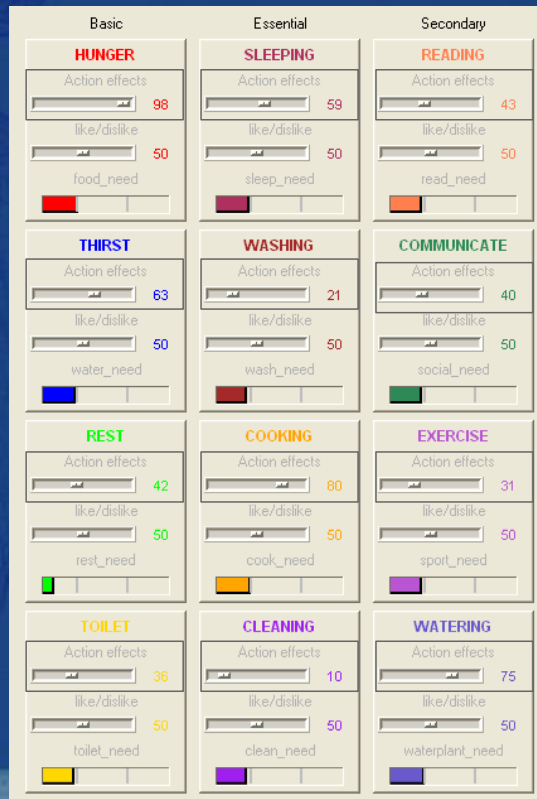 Basic Essential Secondary
HUNGER SLEEPING READING
Action effects Action effects Action effects
98 59 43
like/dislike like/dislike like/dislike
50 50 50
food_need sleep_need read_need
THIRST WASHING COMMUNICATE
Action effects Action effects Action effects
63 21 40
like/dislike like/dislike like/dislike
50 50 50
water_need wash_need social_need
REST COOKING EXERCISE
Action effects Action effects Action effects
42 80 31
like/dislike like/dislike like/dislike
50 50 50
rest_need cook_need sport_need
TOILET CLEANING WATERING
Action effects Action effects Action effects
36 10 75
like/dislike like/dislike like/dislike
50 50 50
toilet_need clean_need waterplant_need